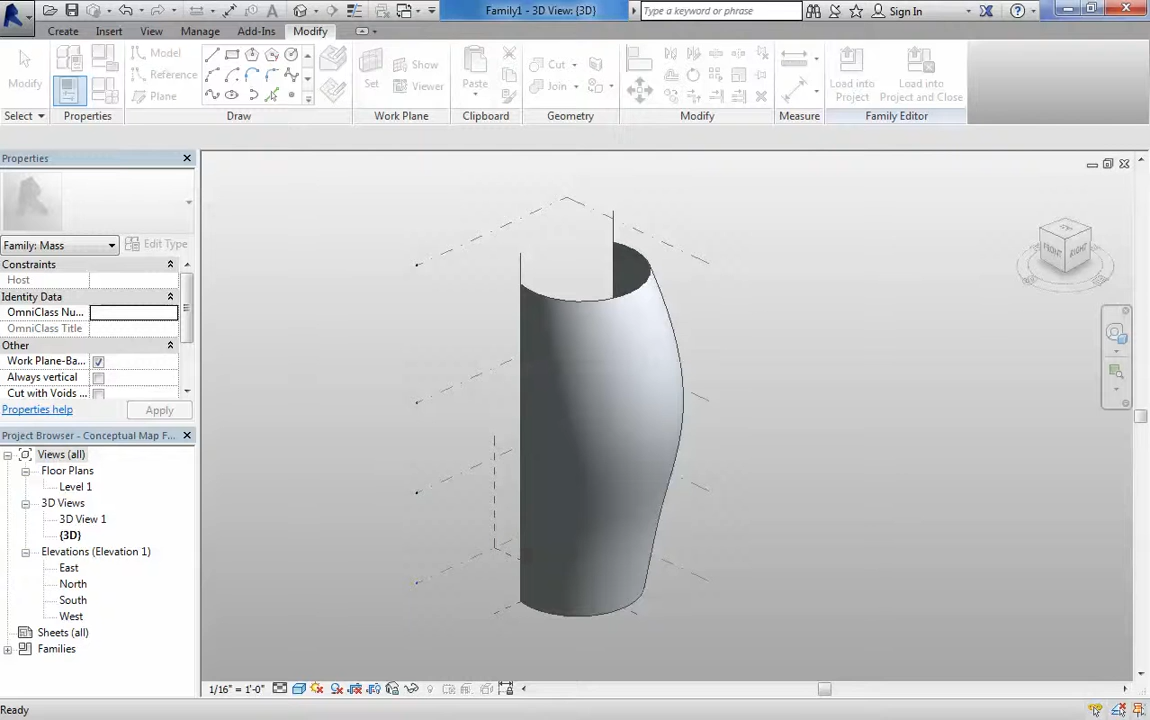 Family1 - 3D View: {3D}
Type a keyword or phrase
Sign In
Create
Insert
View
Manage
Add-Ins
Modify
Modify
Model
Reference
Plane
Set
Show
Viewer
Paste
Cut
Join
Load into
Project
Load into
Project and Close
Select
Properties
Draw
Work Plane
Clipboard
Geometry
Modify
Measure
Family Editor
Properties
Family: Mass
Edit Type
Constraints
Host
Identity Data
OmniClass Nu...
OmniClass Title
Other
Work Plane-Ba...
Always vertical
Cut with Voids ...
Properties help
Apply
Project Browser - Conceptual Map F...
Views (all)
Floor Plans
Level 1
3D Views
3D View 1
{3D}
Elevations (Elevation 1)
East
North
South
West
Sheets (all)
Families
FRONT
RIGHT
1/16" = 1'-0"
Ready